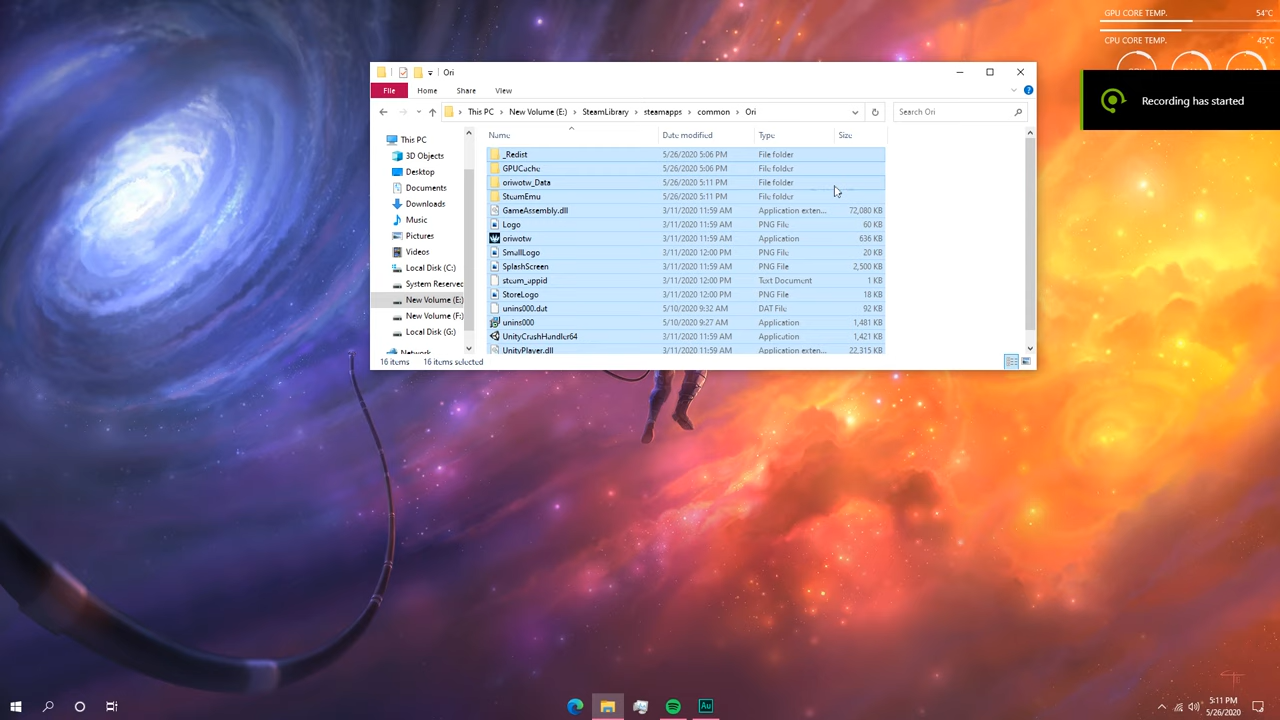 GPU CORE TEMP. 54°C
CPU CORE TEMP. 45°C
Recording has started
Ori
File Home Share View
This PC New Volume (E:) SteamLibrary steamapps common Ori
Search Ori
This PC
3D Objects
Desktop
Documents
Downloads
Music
Pictures
Videos
Local Disk (C:)
System Reserved
New Volume (E:)
New Volume (F:)
Local Disk (G:)
Network
Name Date modified Type Size
_Redist 5/26/2020 5:06 PM File folder
GPUCache 5/26/2020 5:06 PM File folder
oriwotw_Data 5/26/2020 5:11 PM File folder
SteamEmu 5/26/2020 5:11 PM File folder
GameAssembly.dll 3/11/2020 11:59 AM Application exten... 72,080 KB
Logo 3/11/2020 11:59 AM PNG File 60 KB
oriwotw 3/11/2020 11:59 AM Application 636 KB
SmallLogo 3/11/2020 12:00 PM PNG File 20 KB
SplashScreen 3/11/2020 11:59 AM PNG File 2,500 KB
steam_appid 3/11/2020 12:00 PM Text Document 1 KB
StoreLogo 3/11/2020 12:00 PM PNG File 18 KB
unins000.dat 5/10/2020 9:32 AM DAT File 92 KB
unins000 5/10/2020 9:27 AM Application 1,481 KB
UnityCrashHandler64 3/11/2020 11:59 AM Application 1,421 KB
UnityPlayer.dll 3/11/2020 11:59 AM Application exten... 22,315 KB
16 items 16 items selected
Au
5:11 PM
5/26/2020